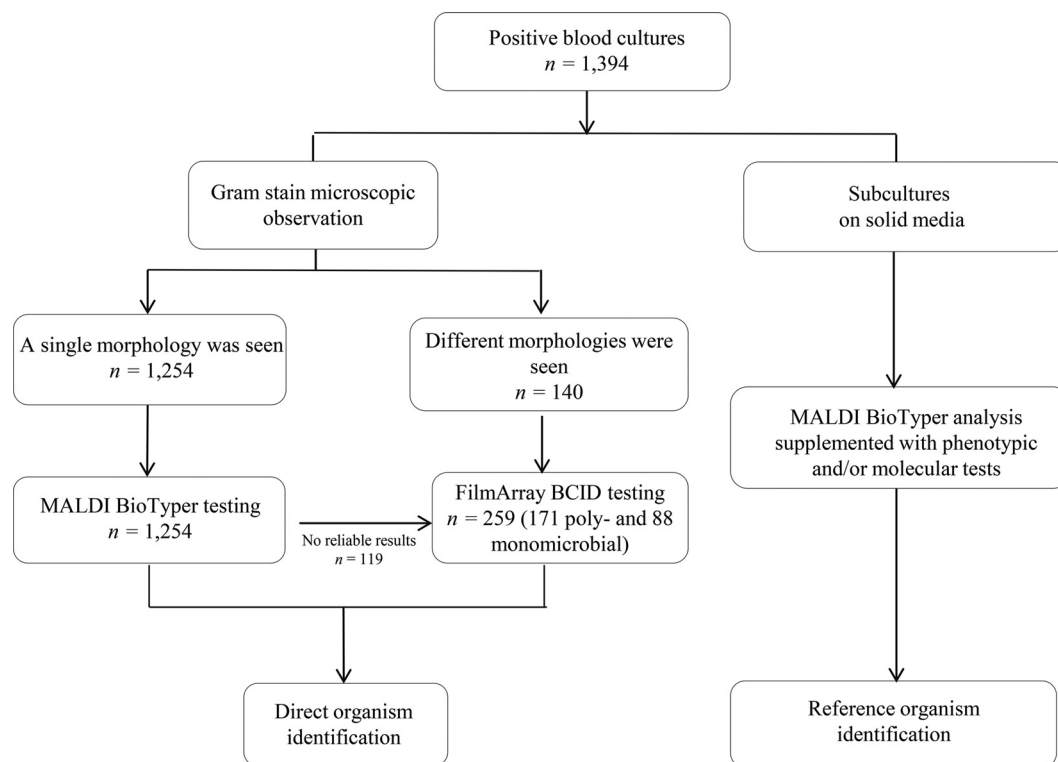 Positive blood cultures
n = 1,394
Gram stain microscopic
observation
Subcultures
on solid media
A single morphology was seen
n = 1,254
Different morphologies were
seen
n = 140
MALDI BioTyper analysis
supplemented with phenotypic
and/or molecular tests
MALDI BioTyper testing
n = 1,254
No reliable results
n = 119
FilmArray BCID testing
n = 259 (171 poly- and 88
monomicrobial)
Direct organism
identification
Reference organism
identification